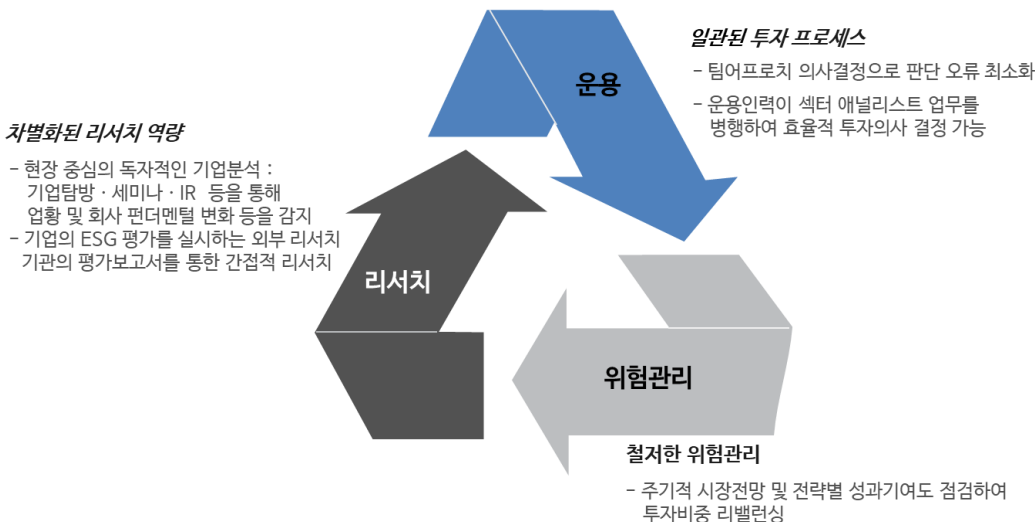 일관된 투자 프로세스
- 팀어프로치 의사결정으로 판단 오류 최소화
- 운용인력이 섹터 애널리스트 업무를
병행하여 효율적 투자의사 결정 가능
운용
차별화된 리서치 역량
- 현장 중심의 독자적인 기업분석 :
기업탐방 · 세미나 · IR 등을 통해
업황 및 회사 펀더멘털 변화 등을 감지
- 기업의 ESG 평가를 실시하는 외부 리서치
기관의 평가보고서를 통한 간접적 리서치
리서치
위험관리
철저한 위험관리
- 주기적 시장전망 및 전략별 성과기여도 점검하여
투자비중 리밸런싱